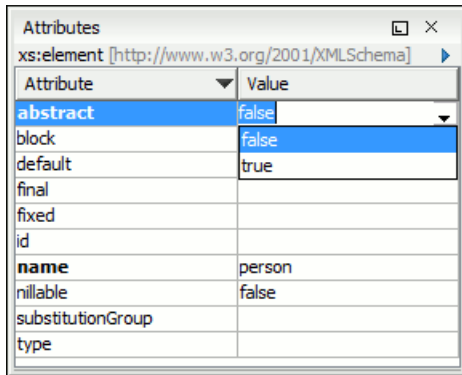 Attributes
xs:element [http://www.w3.org/2001/XMLSchema]
Attribute Value
abstract false
block false
default true
final
fixed
id
name person
nillable false
substitutionGroup
type